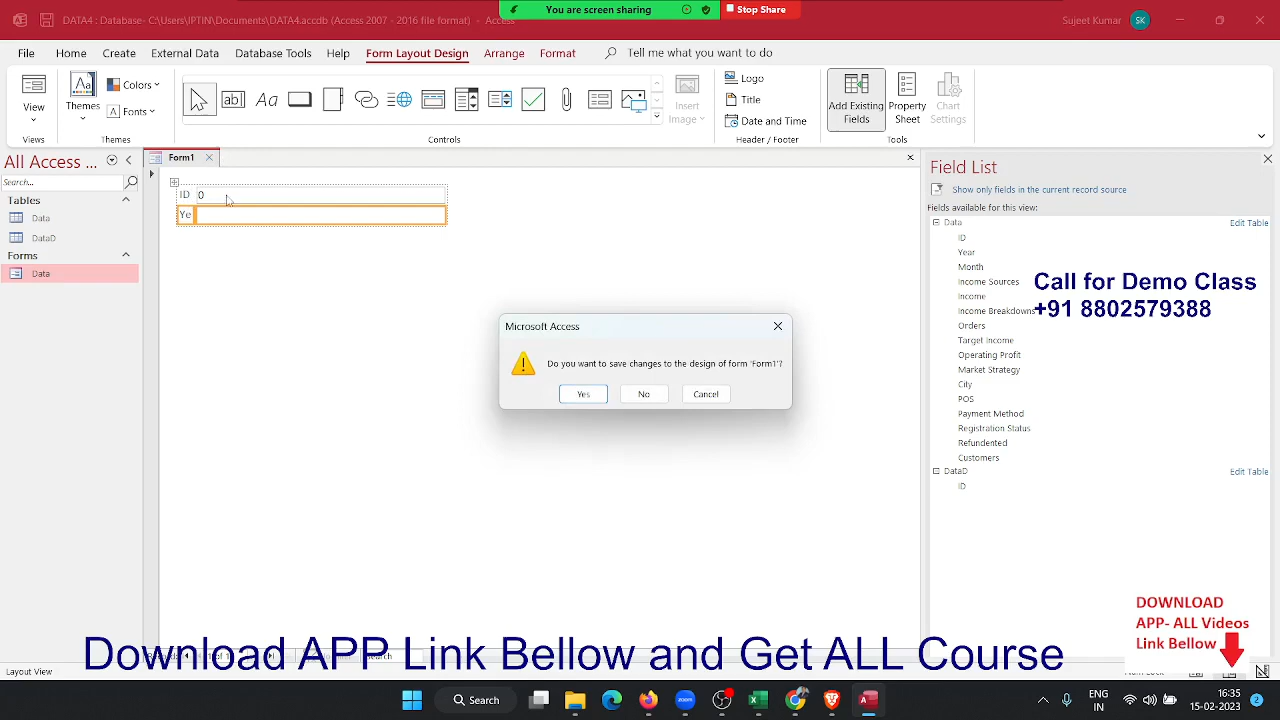 You are screen sharing
Stop Share
DATA4 : Database- C:\Users\IPTIN\Documents\DATA4.accdb (Access 2007 - 2016 file format) - Access
Sujeet Kumar
SK
File Home Create External Data Database Tools Help Form Layout Design Arrange Format Tell me what you want to do
View
Views
Themes
Colors
Fonts
Themes
Controls
Insert
Image
Logo
Title
Date and Time
Header / Footer
Add Existing
Fields
Property
Sheet
Chart
Settings
Tools
All Access ...
Search...
Tables
Data
DataD
Forms
Data
Form1
ID 0
Ye
Microsoft Access
Do you want to save changes to the design of form 'Form1'?
Yes No Cancel
Field List
Show only fields in the current record source
Fields available for this view:
Data Edit Table
ID
Year
Month
Income Sources
Income
Income Breakdowns
Orders
Target Income
Operating Profit
Market Strategy
City
POS
Payment Method
Registration Status
Refundented
Customers
DataD Edit Table
ID
Call for Demo Class
+91 8802579388
DOWNLOAD
APP- ALL Videos
Link Bellow
Download APP Link Bellow and Get ALL Course
Search
Layout View
Num Lock
Search
zoom
ENG
IN
16:35
15-02-2023
2